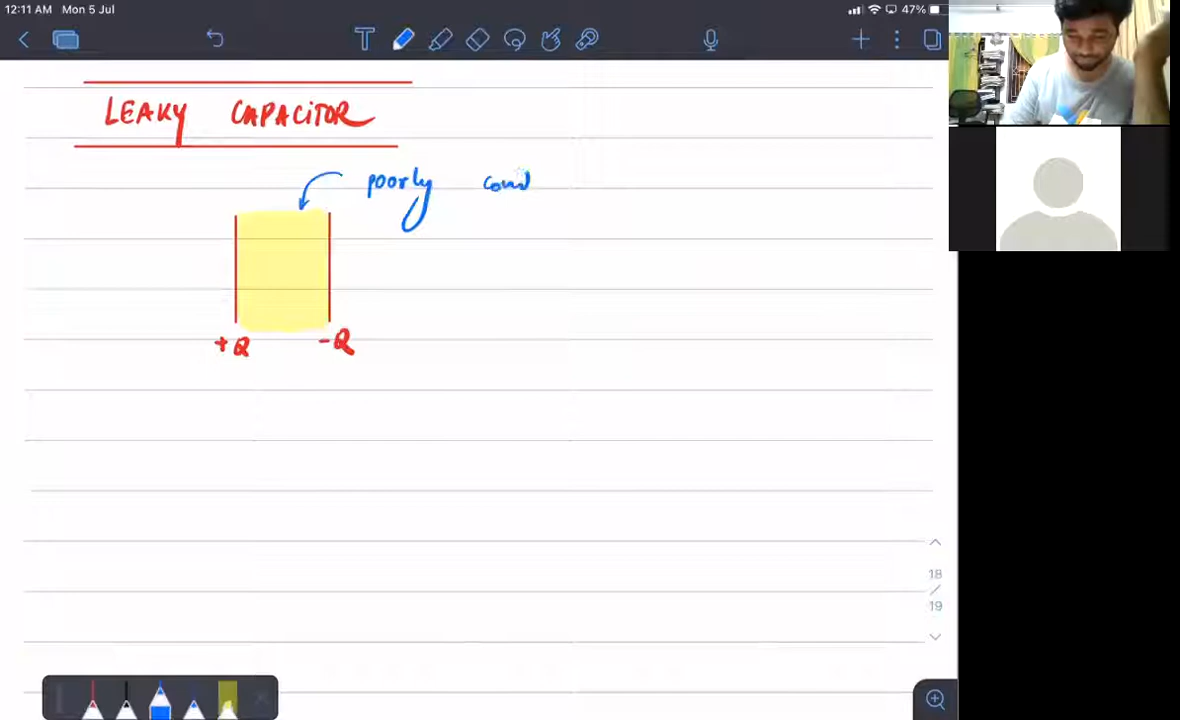 12:11 AM Mon 5 Jul
47%
T
LEAKY CAPACITOR
poorly cond
+Q -Q
18
/
19